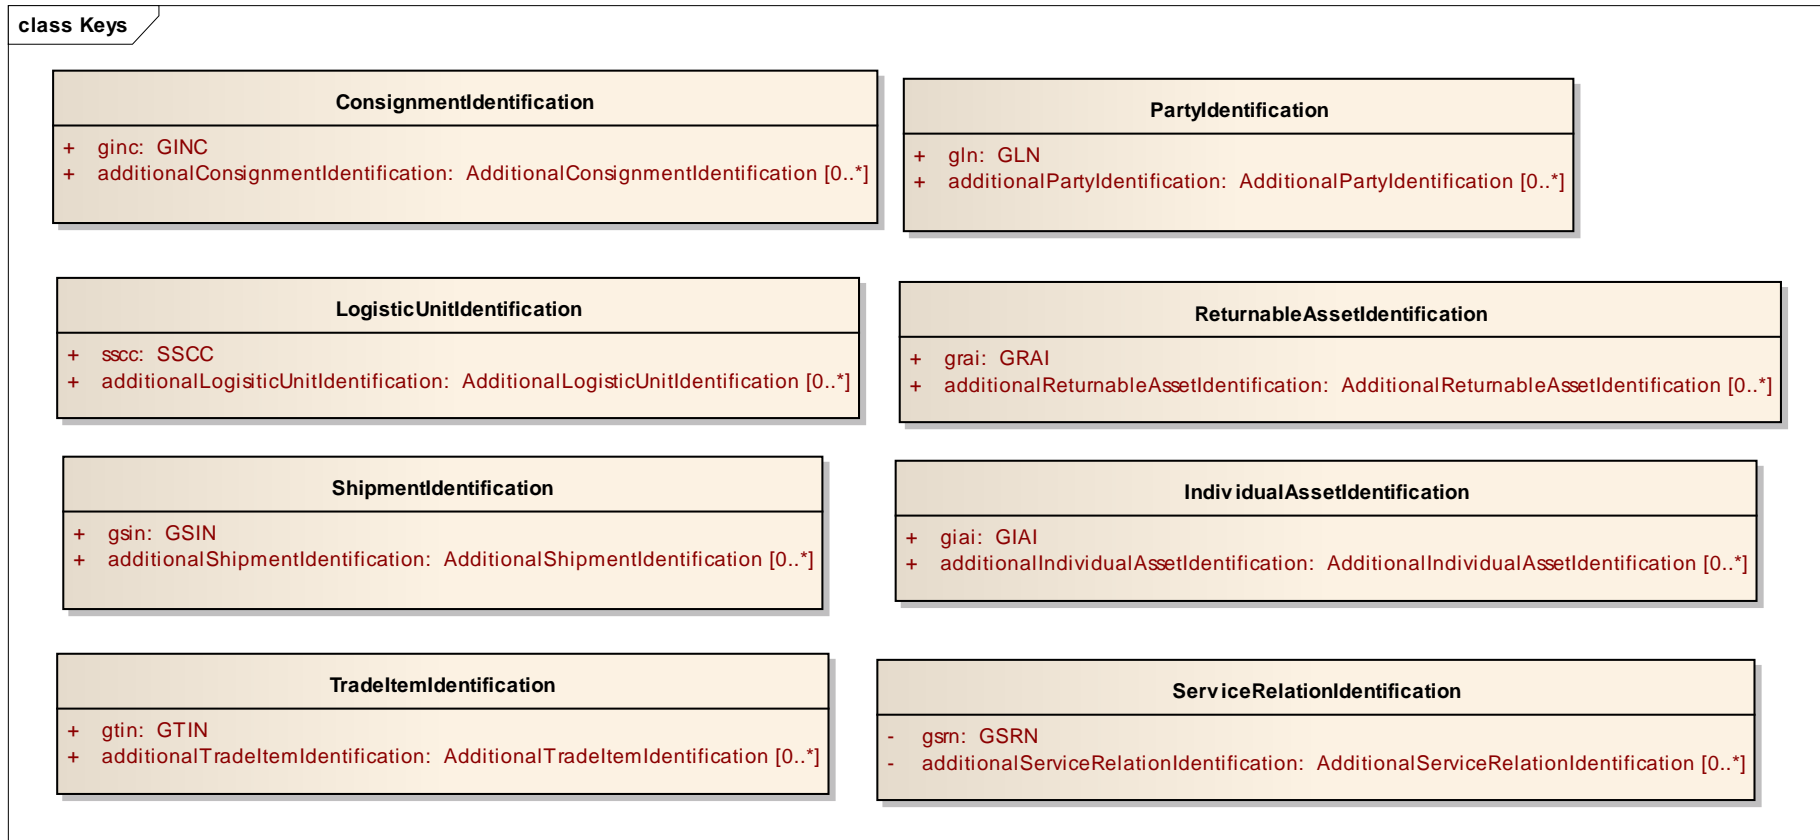 class Keys
ConsignmentIdentification
+ ginc: GINC
+ additionalConsignmentIdentification: AdditionalConsignmentIdentification [0..*]
PartyIdentification
+ gln: GLN
+ additionalPartyIdentification: AdditionalPartyIdentification [0..*]
LogisticUnitIdentification
+ sscc: SSCC
+ additionalLogisiticUnitIdentification: AdditionalLogisticUnitIdentification [0..*]
ReturnableAssetIdentification
+ grai: GRAI
+ additionalReturnableAssetIdentification: AdditionalReturnableAssetIdentification [0..*]
ShipmentIdentification
+ gsin: GSIN
+ additionalShipmentIdentification: AdditionalShipmentIdentification [0..*]
IndividualAssetIdentification
+ giai: GIAI
+ additionalIndividualAssetIdentification: AdditionalIndividualAssetIdentification [0..*]
TradeItemIdentification
+ gtin: GTIN
+ additionalTradeItemIdentification: AdditionalTradeItemIdentification [0..*]
ServiceRelationIdentification
- gsrn: GSRN
- additionalServiceRelationIdentification: AdditionalServiceRelationIdentification [0..*]